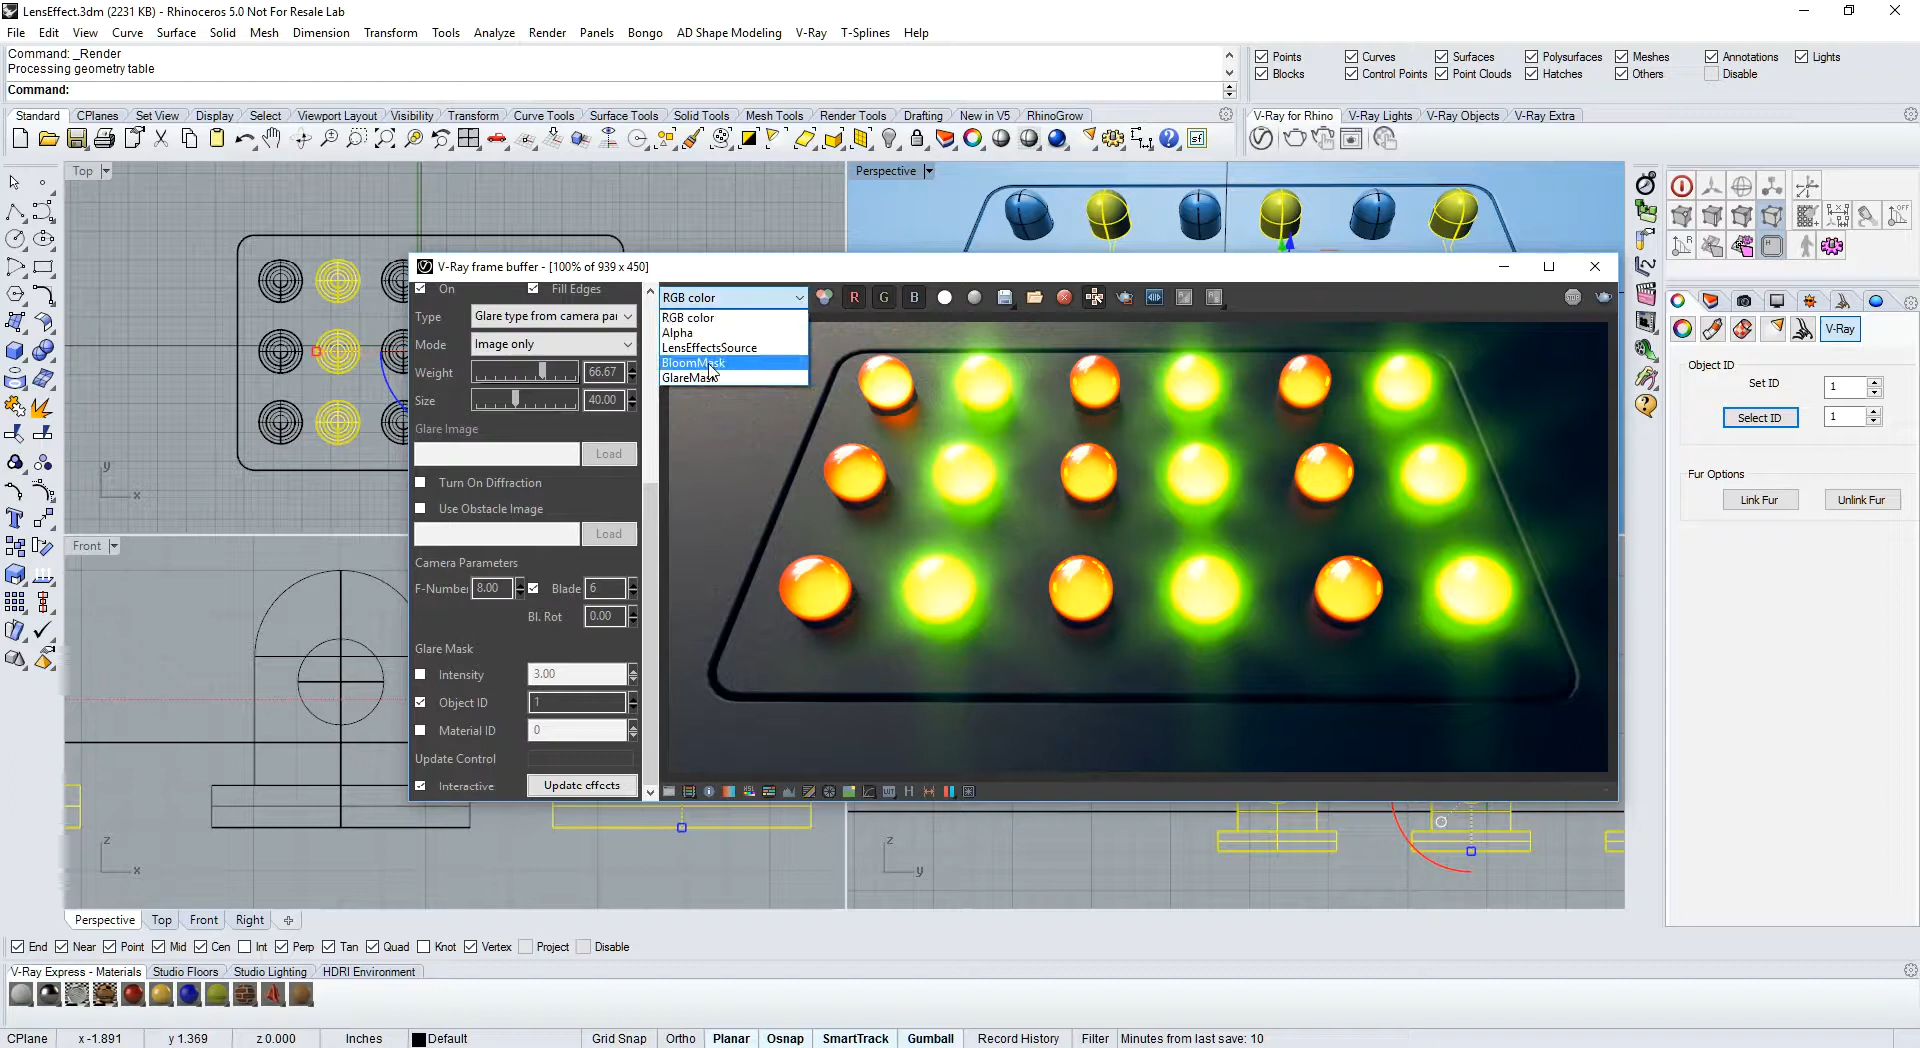 LensEffect.3dm (2231 KB) - Rhinoceros 5.0 Not For Resale Lab
File Edit View Curve Surface Solid Mesh Dimension Transform Tools Analyze Render Panels Bongo AD Shape Modeling V-Ray T-Splines Help
Command: _Render
Processing geometry table
Command:
Points Curves Surfaces Polysurfaces Meshes Annotations Lights
Blocks Control Points Point Clouds Hatches Others Disable
Standard CPlanes Set View Display Select Viewport Layout Visibility Transform Curve Tools Surface Tools Solid Tools Mesh Tools Render Tools Drafting New in V5 RhinoGrow
V-Ray for Rhino V-Ray Lights V-Ray Objects V-Ray Extra
Top
Perspective
V-Ray frame buffer - [100% of 939 x 450]
On Fill Edges
Type Glare type from camera par
Mode Image only
Weight 66.67
Size 40.00
Glare Image
Load
Turn On Diffraction
Use Obstacle Image
Load
Camera Parameters
F-Number 8.00 Blade 6
Bl. Rot 0.00
Glare Mask
Intensity 3.00
Object ID 1
Material ID 0
Update Control
Interactive Update effects
RGB color
R G B
RGB color
Alpha
LensEffectsSource
BloomMask
GlareMask
V-Ray
Object ID
Set ID 1
Select ID 1
Fur Options
Link Fur Unlink Fur
Front
y
x
z
x
z
y
Perspective Top Front Right
End Near Point Mid Cen Int Perp Tan Quad Knot Vertex Project Disable
V-Ray Express - Materials Studio Floors Studio Lighting HDRI Environment
CPlane x -1.891 y 1.369 z 0.000 Inches Default Grid Snap Ortho Planar Osnap SmartTrack Gumball Record History Filter Minutes from last save: 10